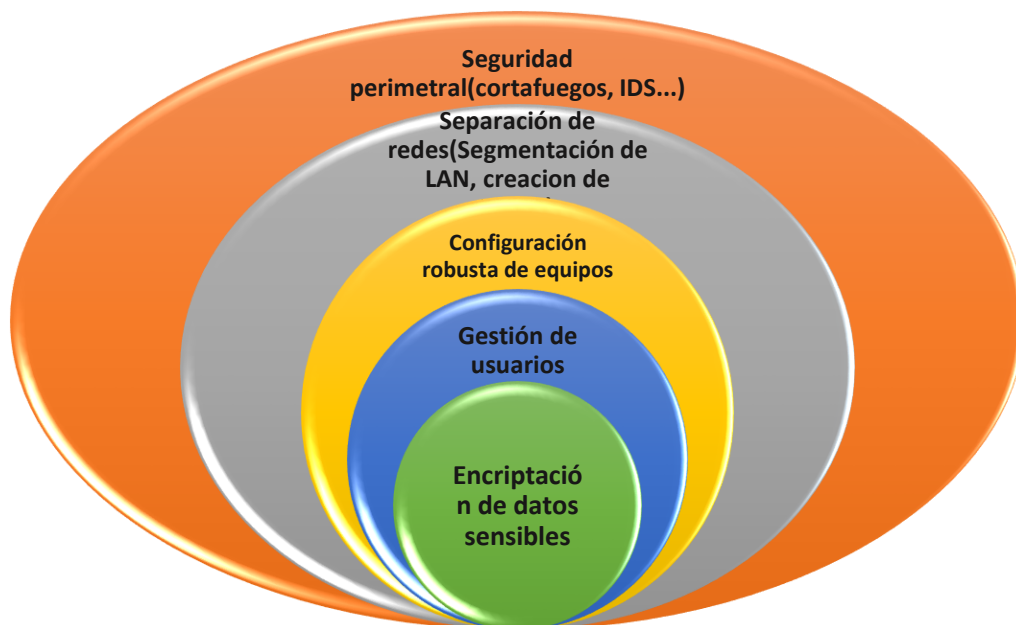 Seguridad
perimetral(cortafuegos, IDS...)
Separación de
redes(Segmentación de
LAN, creacion de
Configuración
robusta de equipos
Gestión de
usuarios
Encriptació
n de datos
sensibles